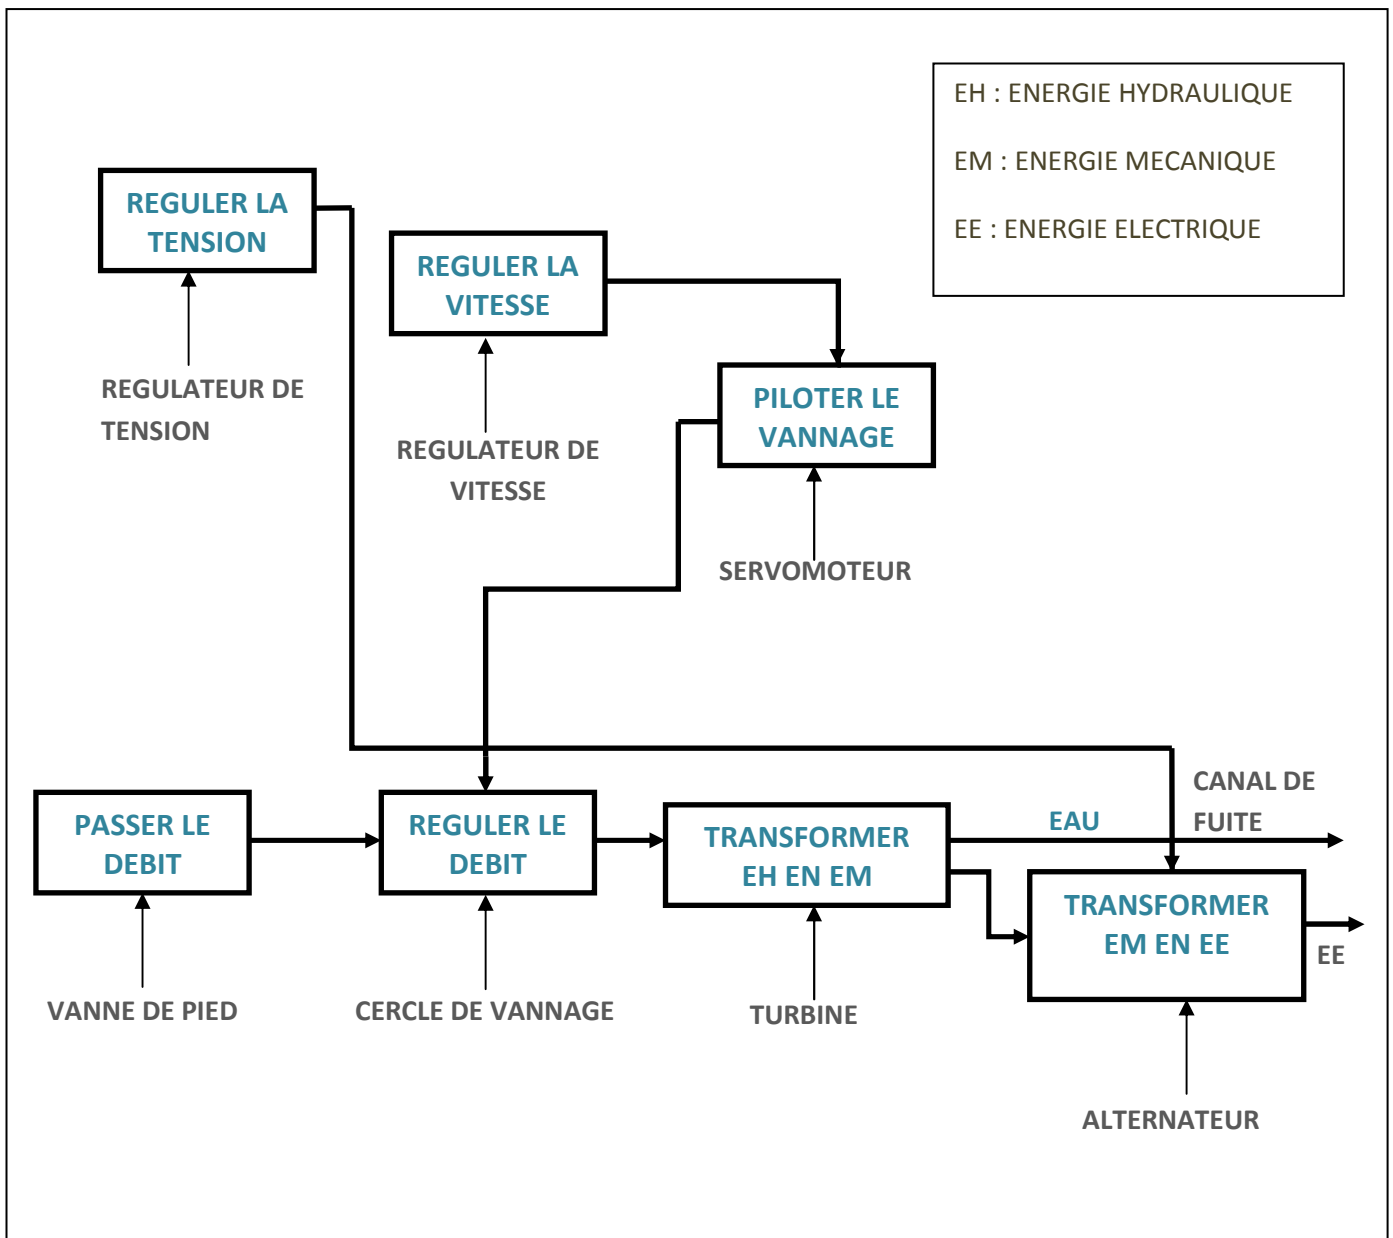 EH : ENERGIE HYDRAULIQUE
EM : ENERGIE MECANIQUE
EE : ENERGIE ELECTRIQUE
REGULER LA
TENSION
REGULER LA
VITESSE
REGULATEUR DE
TENSION
PILOTER LE
VANNAGE
REGULATEUR DE
VITESSE
SERVOMOTEUR
CANAL DE
FUITE
PASSER LE
DEBIT
REGULER LE
DEBIT
TRANSFORMER
EH EN EM
EAU
TRANSFORMER
EM EN EE
EE
VANNE DE PIED
CERCLE DE VANNAGE
TURBINE
ALTERNATEUR